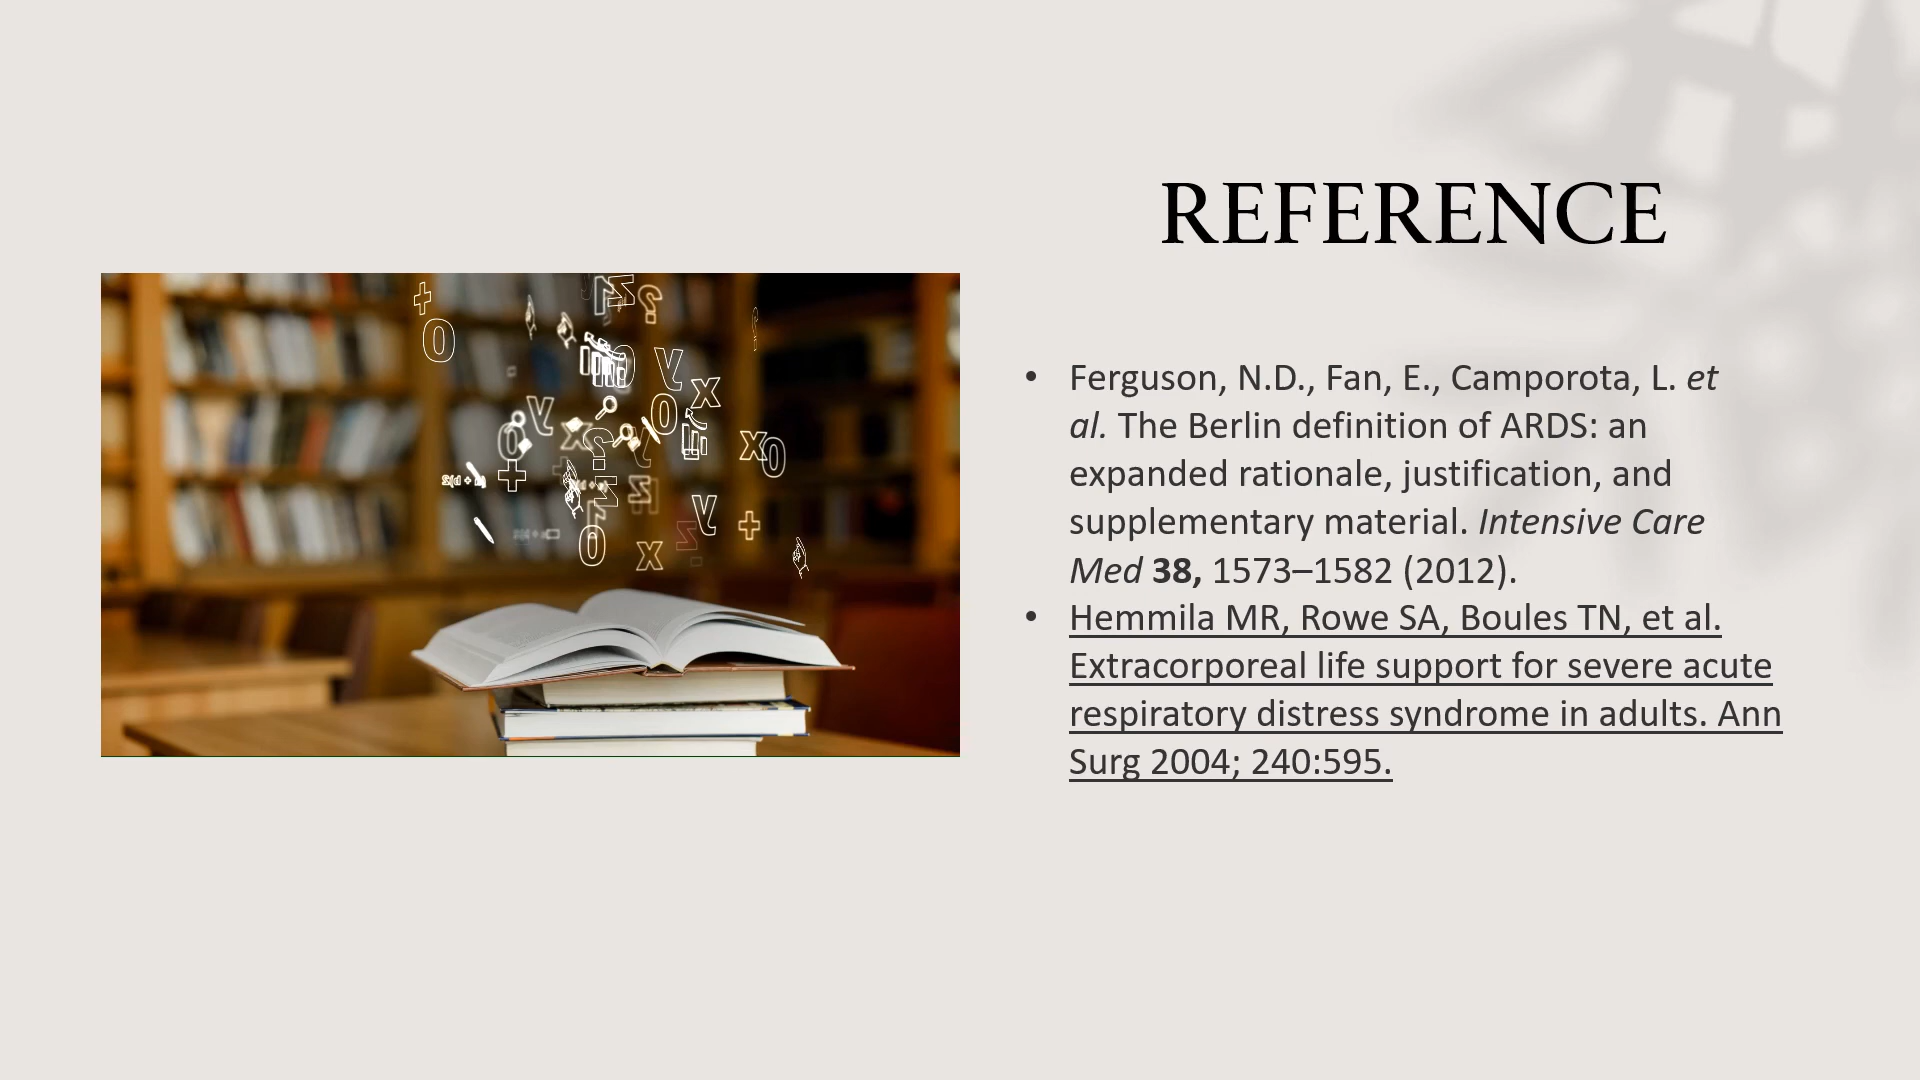 REFERENCE
• Ferguson, N.D., Fan, E., Camporota, L. et
al. The Berlin definition of ARDS: an
expanded rationale, justification, and
supplementary material. Intensive Care
Med 38, 1573–1582 (2012).
• Hemmila MR, Rowe SA, Boules TN, et al.
Extracorporeal life support for severe acute
respiratory distress syndrome in adults. Ann
Surg 2004; 240:595.